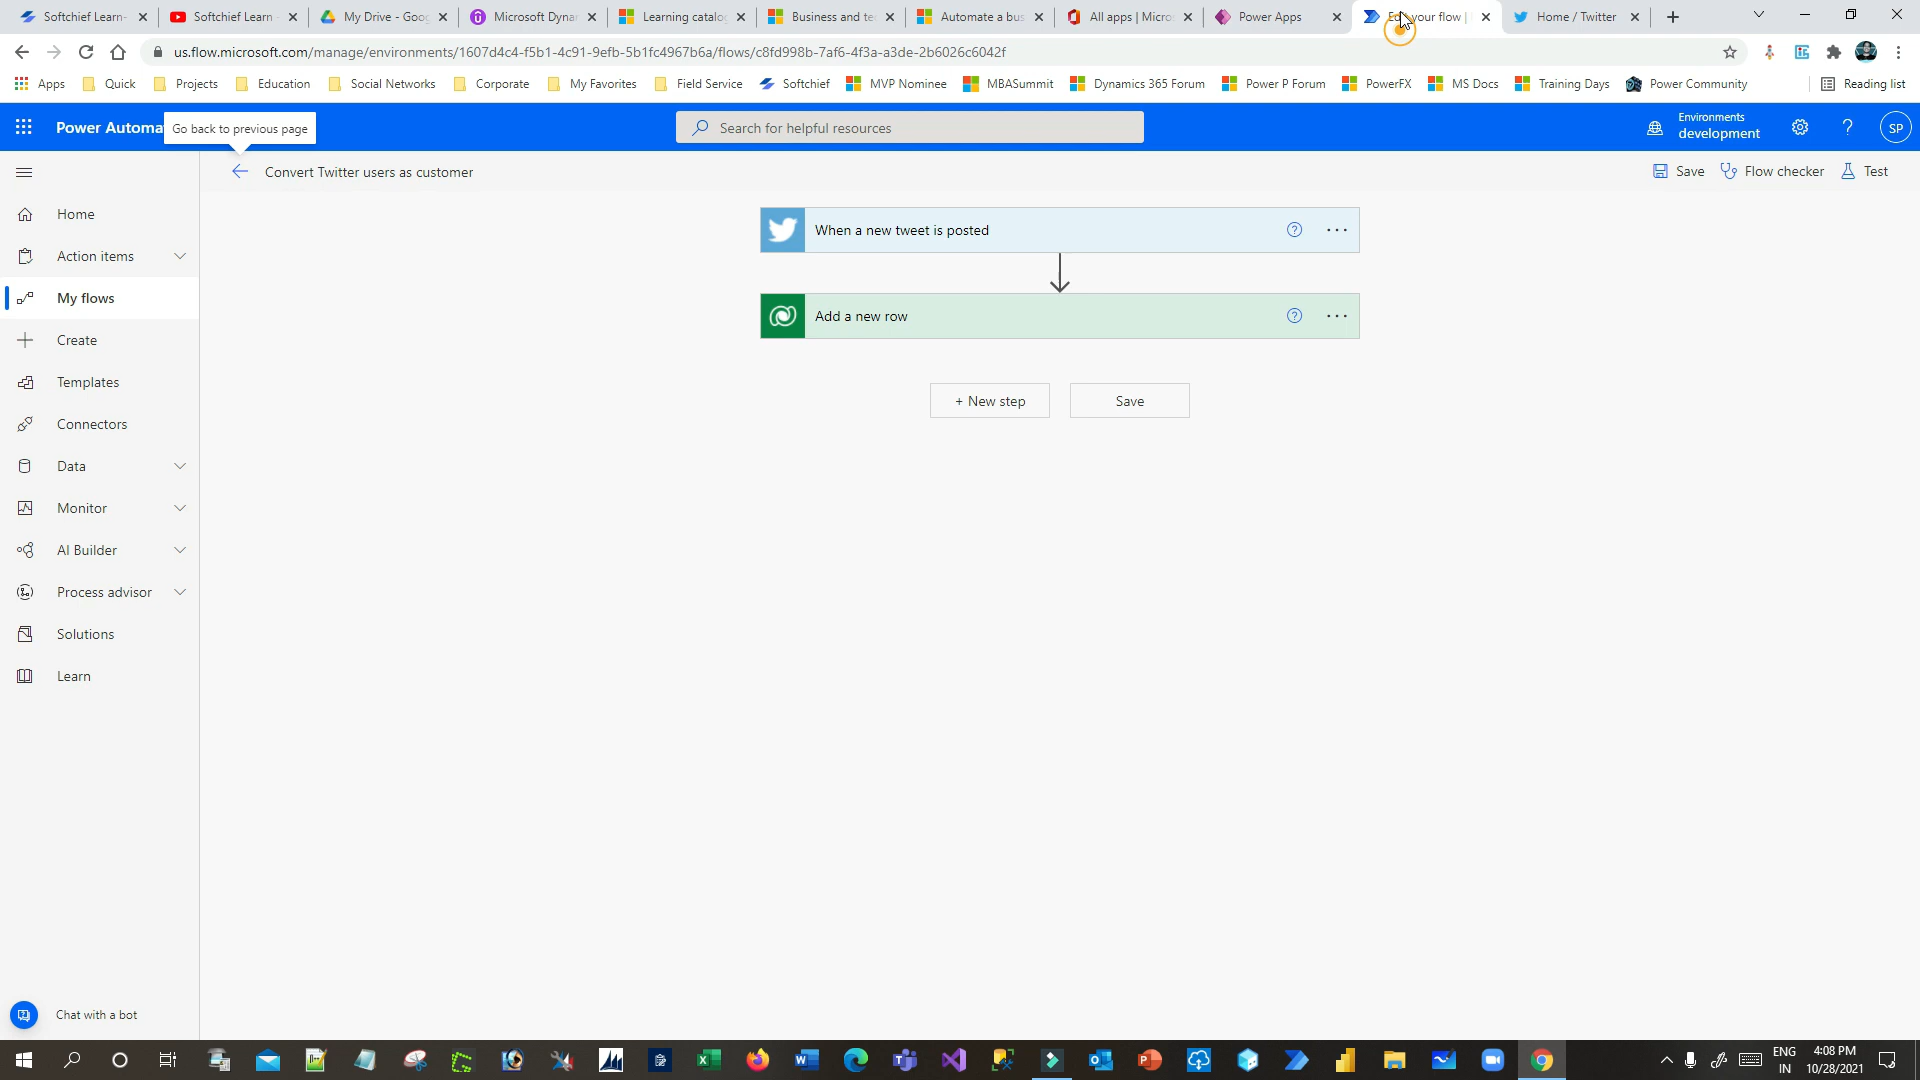 Softchief Learn-
Softchief Learn
My Drive - Goog
Microsoft Dyna
Learning catalog
Business and te
Automate a bus
All apps | Micro
Power Apps
your flow |
Home / Twitter
us.flow.microsoft.com/manage/environments/1607d4c4-f5b1-4c91-9efb-5b1fc4967b6a/flows/c8fd998b-7af6-4f3a-a3de-2b6026c6042f
Apps
Quick
Projects
Education
Social Networks
Corporate
My Favorites
Field Service
Softchief
MVP Nominee
MBASummit
Dynamics 365 Forum
Power P Forum
PowerFX
MS Docs
Training Days
Power Community
Reading list
Power Automa
Go back to previous page
Search for helpful resources
Environments
development
SP
Convert Twitter users as customer
Save
Flow checker
Test
Home
Action items
My flows
Create
Templates
Connectors
Data
Monitor
AI Builder
Process advisor
Solutions
Learn
When a new tweet is posted
Add a new row
+ New step
Save
Chat with a bot
ENG
IN
4:08 PM
10/28/2021